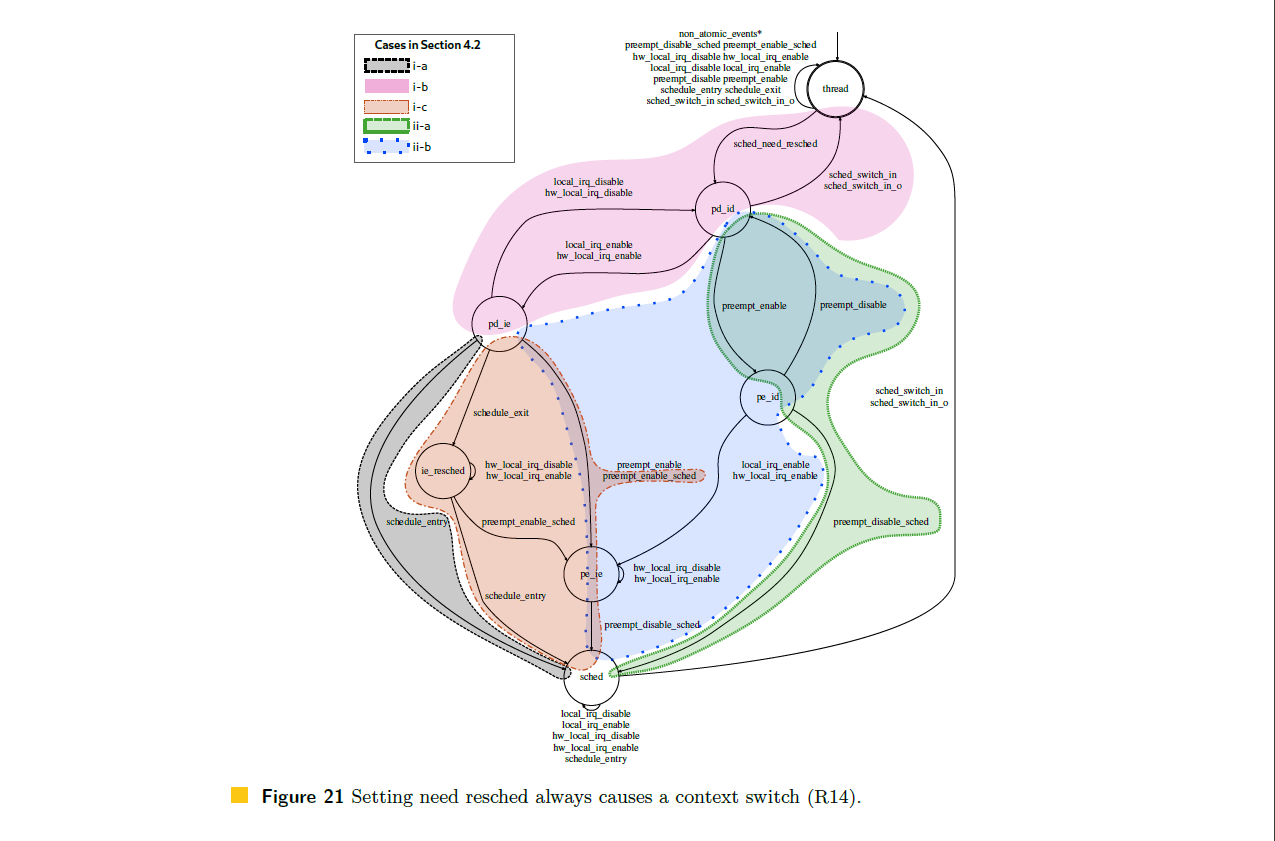 Cases in Section 4.2
i-a
i-b
i-c
ii-a
ii-b
non_atomic_events*
preempt_disable_sched preempt_enable_sched
hw_local_irq_disable hw_local_irq_enable
local_irq_disable local_irq_enable
preempt_disable preempt_enable
schedule_entry schedule_exit
sched_switch_in sched_switch_in_o
thread
sched_need_resched
sched_switch_in
sched_switch_in_o
local_irq_disable
hw_local_irq_disable
pd_id
local_irq_enable
hw_local_irq_enable
preempt_enable
preempt_disable
pd_ie
pe_id
sched_switch_in
sched_switch_in_o
schedule_exit
ie_resched
hw_local_irq_disable
hw_local_irq_enable
preempt_enable
preempt_enable_sched
local_irq_enable
hw_local_irq_enable
schedule_entry
preempt_enable_sched
preempt_disable_sched
pe_ie
hw_local_irq_disable
hw_local_irq_enable
schedule_entry
preempt_disable_sched
sched
local_irq_disable
local_irq_enable
hw_local_irq_disable
hw_local_irq_enable
schedule_entry
Figure 21 Setting need resched always causes a context switch (R14).